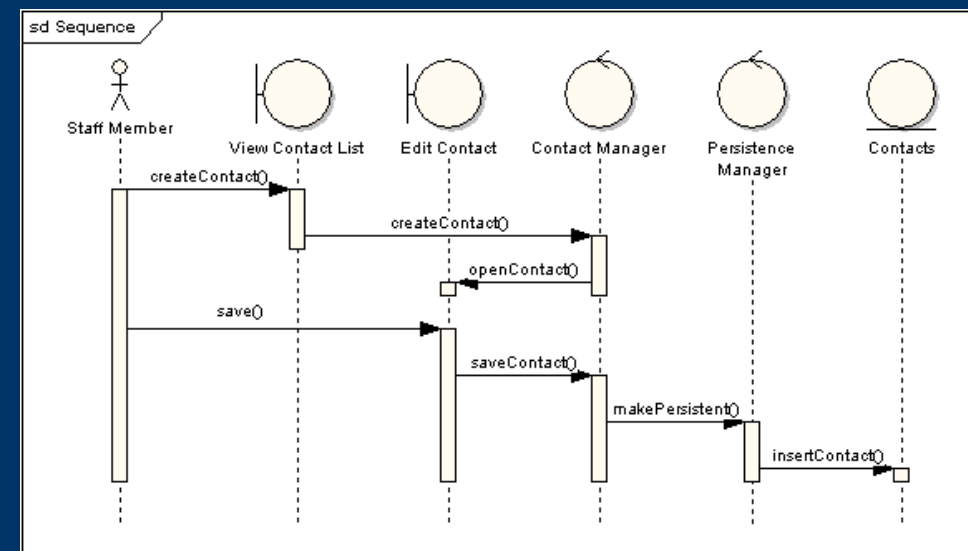 sd Sequence
Staff Member
View Contact List
Edit Contact
Contact Manager
Persistence
Manager
Contacts
createContact()
createContact()
openContact()
save()
saveContact()
makePersistent()
insertContact()